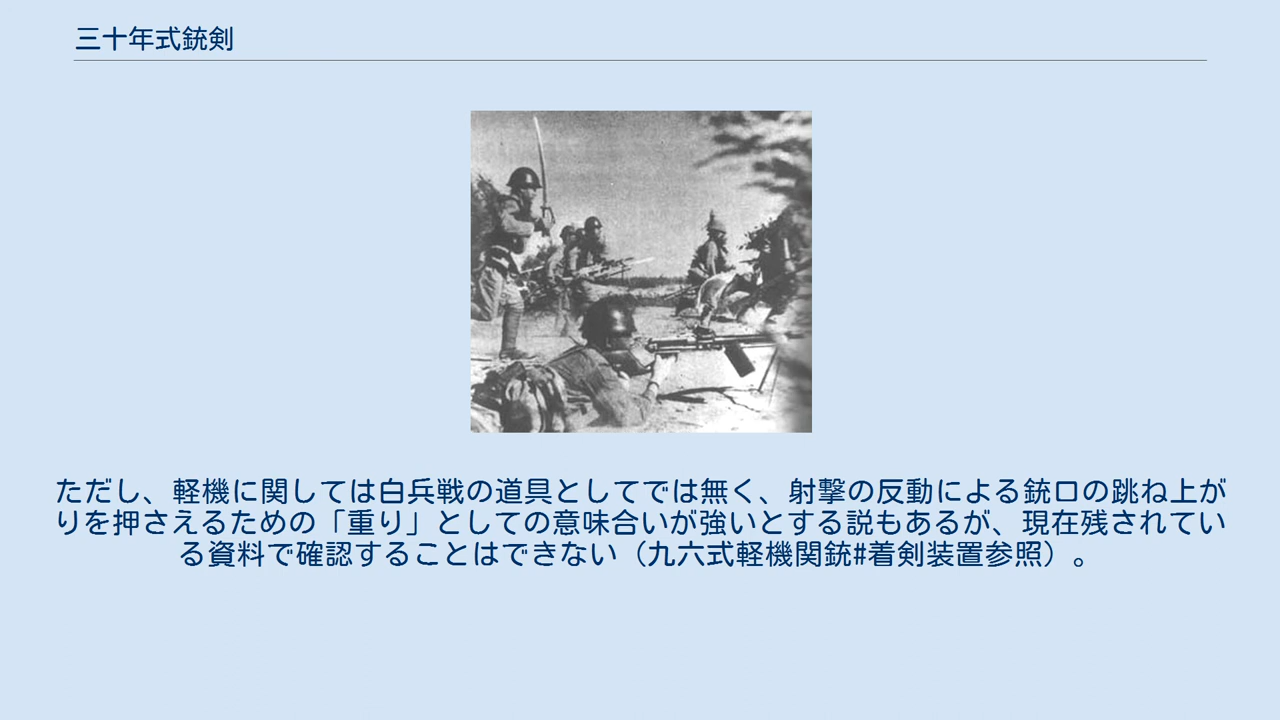 三十年式銃剣
ただし、軽機に関しては白兵戦の道具としてでは無く、射撃の反動による銃口の跳ね上が
りを押さえるための「重り」としての意味合いが強いとする説もあるが、現在残されてい
る資料で確認することはできない（九六式軽機関銃#着剣装置参照）。